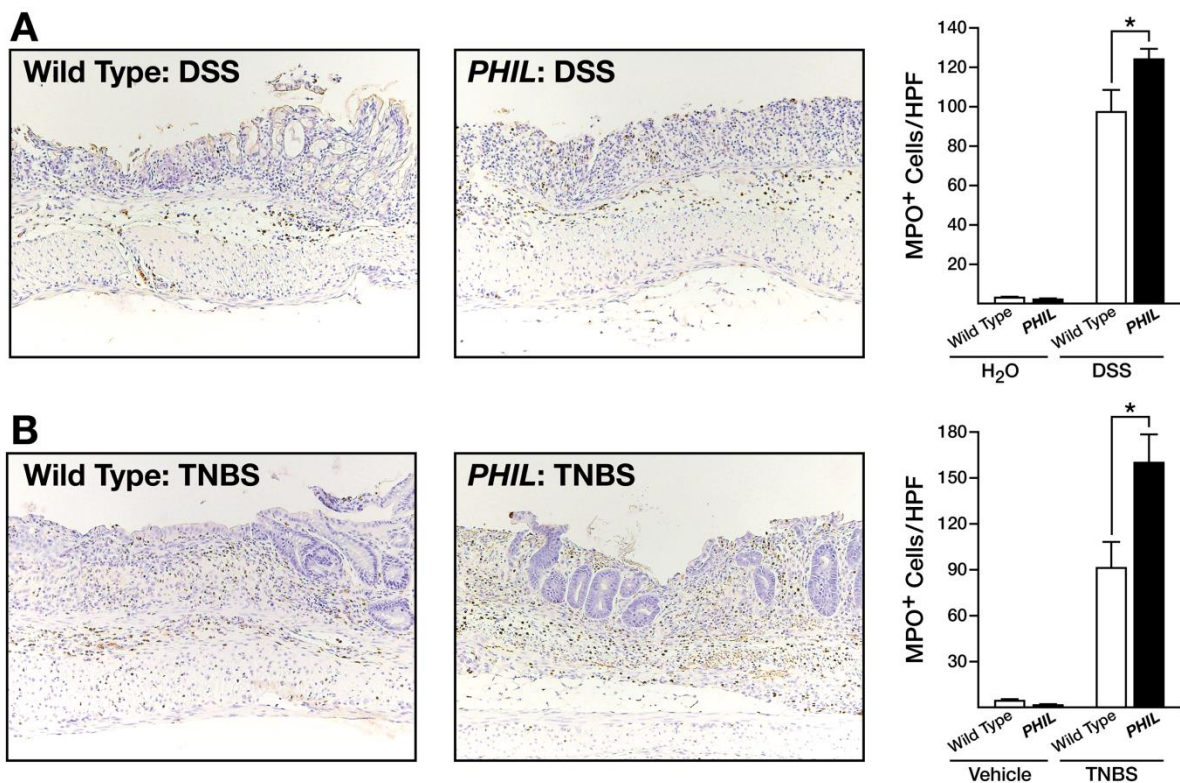 A
Wild Type: DSS
PHIL: DSS
MPO+ Cells/HPF
140
120
100
80
60
40
20
*
Wild Type
PHIL
Wild Type
PHIL
H2O
DSS
B
Wild Type: TNBS
PHIL: TNBS
MPO+ Cells/HPF
180
150
120
90
60
30
*
Wild Type
PHIL
Wild Type
PHIL
Vehicle
TNBS